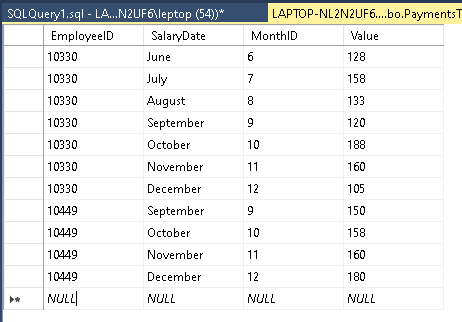 SQLQuery1.sql - LA...N2UF6\leptop (54))* LAPTOP-NL2N2UF6....bo.PaymentsT
EmployeeID SalaryDate MonthID Value
10330 June 6 128
10330 July 7 158
10330 August 8 133
10330 September 9 120
10330 October 10 188
10330 November 11 160
10330 December 12 105
10449 September 9 150
10449 October 10 158
10449 November 11 160
10449 December 12 180
NULL NULL NULL NULL